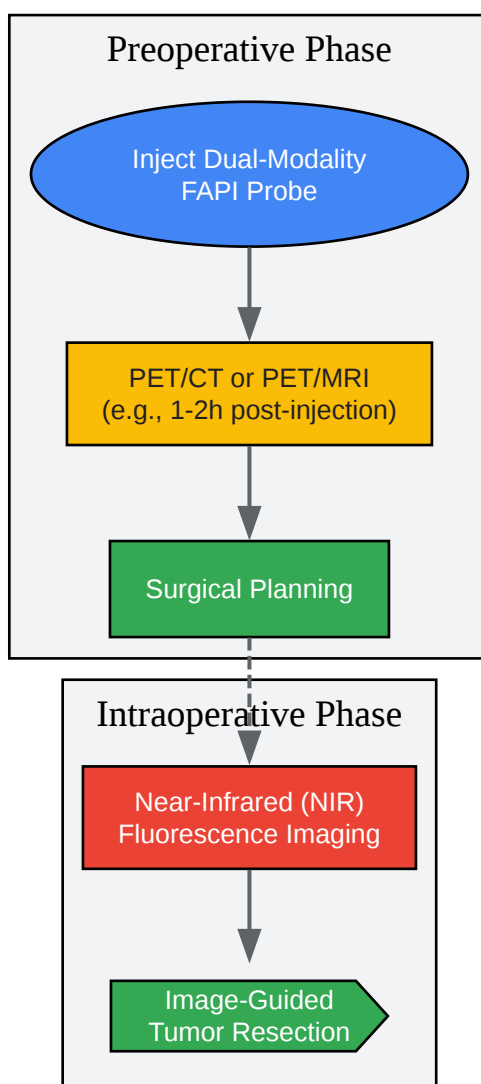 Preoperative Phase
Inject Dual-Modality
FAPI Probe
PET/CT or PET/MRI
(e.g., 1-2h post-injection)
Surgical Planning
Intraoperative Phase
Near-Infrared (NIR)
Fluorescence Imaging
Image-Guided
Tumor Resection